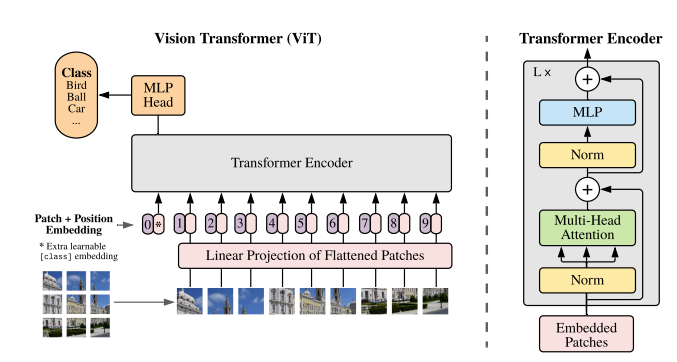 Vision Transformer (ViT)
Class
Bird
Ball
Car
...
MLP
Head
Transformer Encoder
Patch + Position
Embedding
0 * 1 2 3 4 5 6 7 8 9
* Extra learnable
[class] embedding
Linear Projection of Flattened Patches
Transformer Encoder
L x
+
MLP
Norm
+
Multi-Head
Attention
Norm
Embedded
Patches